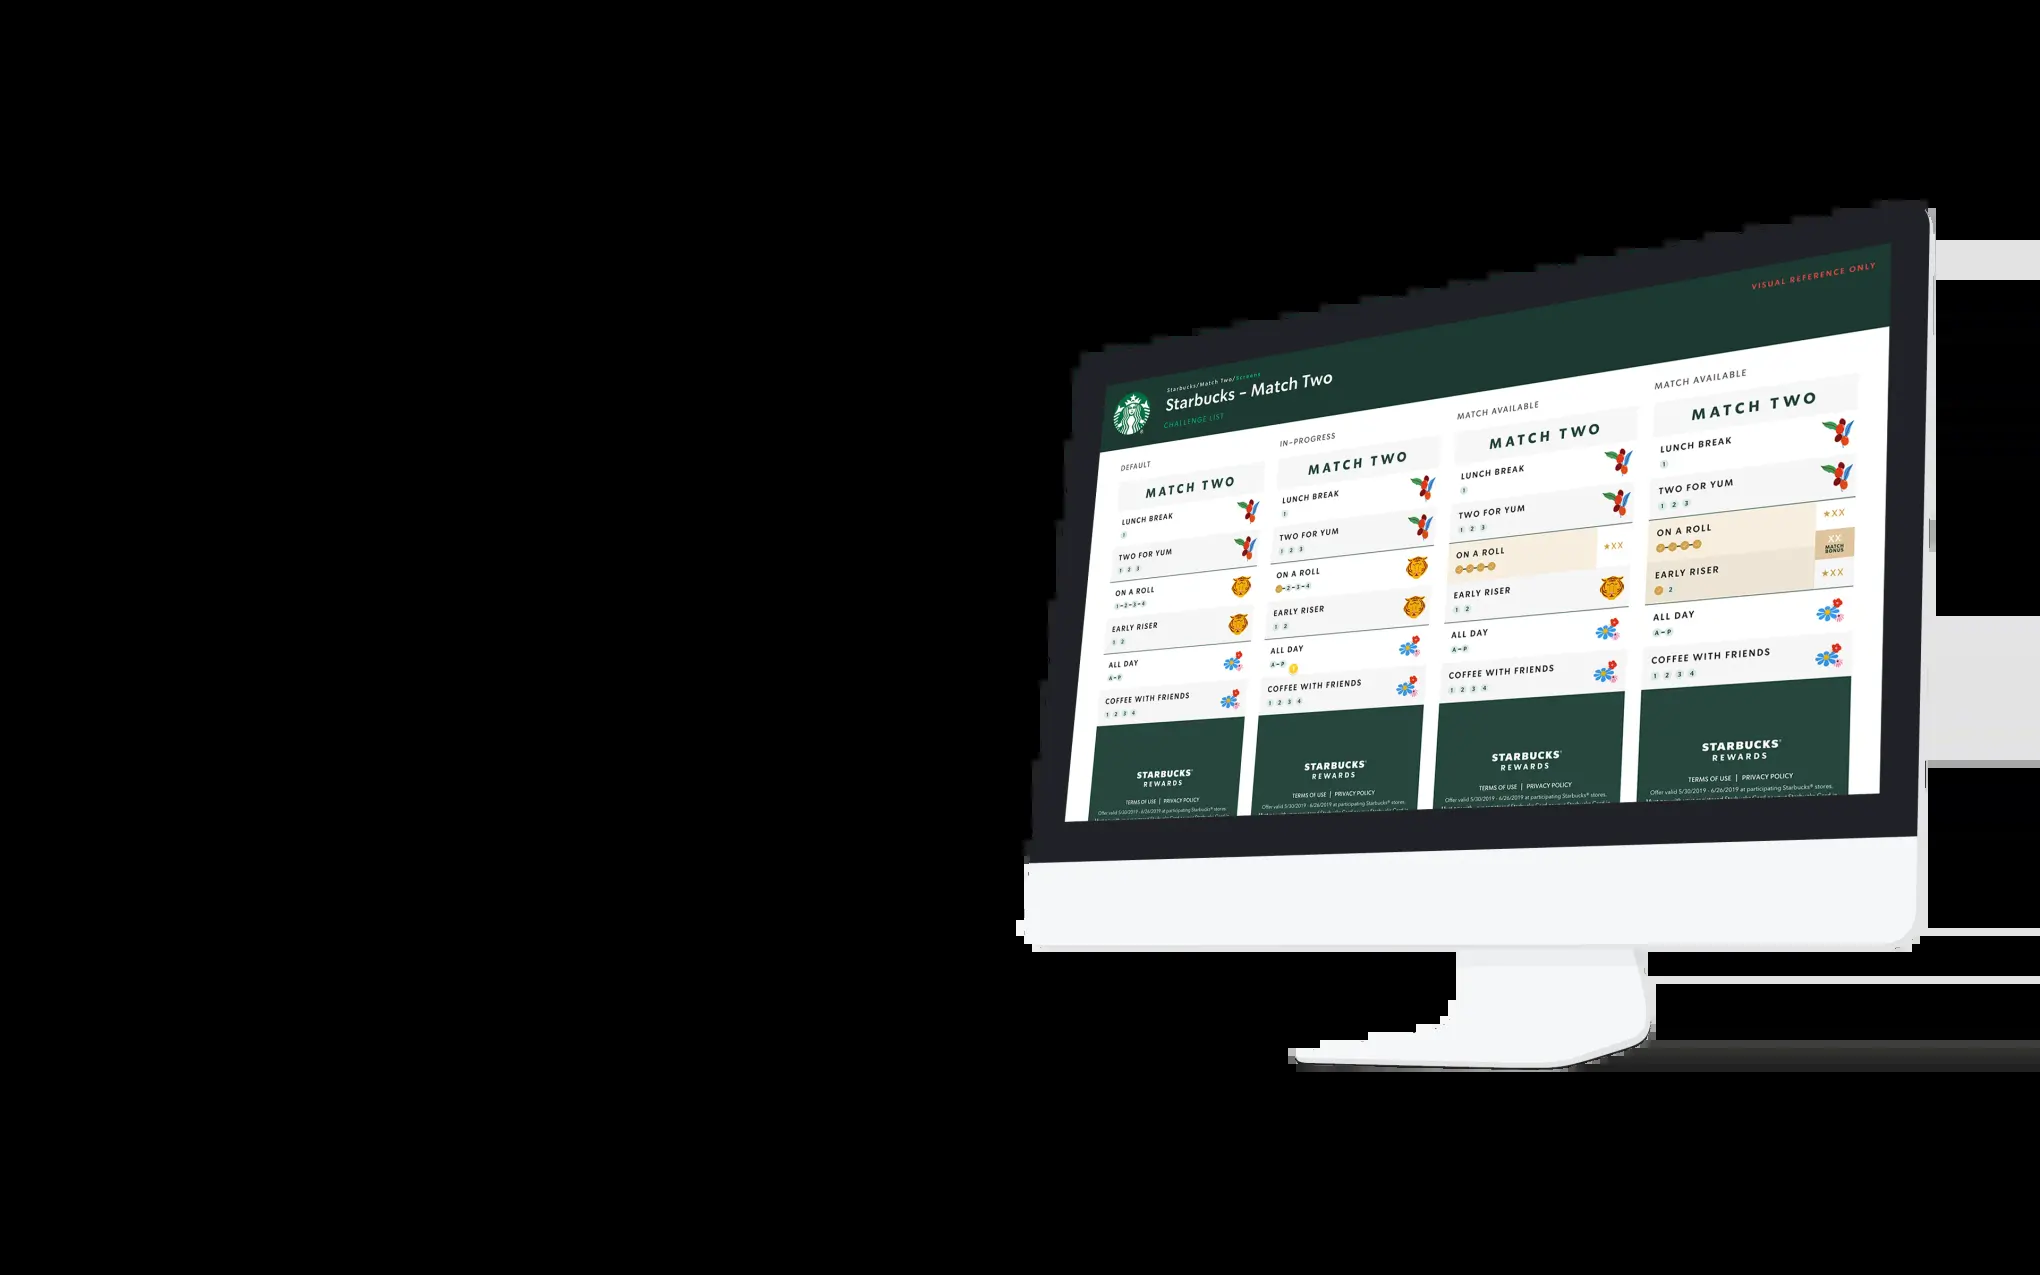 VISUAL REFERENCE ONLY
Starbucks/Match Two/Screens
Starbucks – Match Two
CHALLENGE LIST
DEFAULT
MATCH TWO
LUNCH BREAK
1
TWO FOR YUM
1 2 3
ON A ROLL
1-2-3-4
EARLY RISER
1 2
ALL DAY
A-P
COFFEE WITH FRIENDS
1 2 3 4
STARBUCKS®
REWARDS
TERMS OF USE | PRIVACY POLICY
Offer valid 5/30/2019 - 6/26/2019 at participating Starbucks® stores.
IN-PROGRESS
MATCH TWO
LUNCH BREAK
1
TWO FOR YUM
1 2 3
ON A ROLL
2-3-4
EARLY RISER
1 2
ALL DAY
A-P
COFFEE WITH FRIENDS
1 2 3 4
STARBUCKS®
REWARDS
TERMS OF USE | PRIVACY POLICY
Offer valid 5/30/2019 - 6/26/2019 at participating Starbucks® stores.
MATCH AVAILABLE
MATCH TWO
LUNCH BREAK
1
TWO FOR YUM
1 2 3
ON A ROLL
★XX
EARLY RISER
1 2
ALL DAY
A-P
COFFEE WITH FRIENDS
1 2 3 4
STARBUCKS®
REWARDS
TERMS OF USE | PRIVACY POLICY
Offer valid 5/30/2019 - 6/26/2019 at participating Starbucks® stores.
MATCH AVAILABLE
MATCH TWO
LUNCH BREAK
1
TWO FOR YUM
1 2 3
ON A ROLL
★XX
XX
MATCH
BONUS
EARLY RISER
2
★XX
ALL DAY
A-P
COFFEE WITH FRIENDS
1 2 3 4
STARBUCKS®
REWARDS
TERMS OF USE | PRIVACY POLICY
Offer valid 5/30/2019 - 6/26/2019 at participating Starbucks® stores.